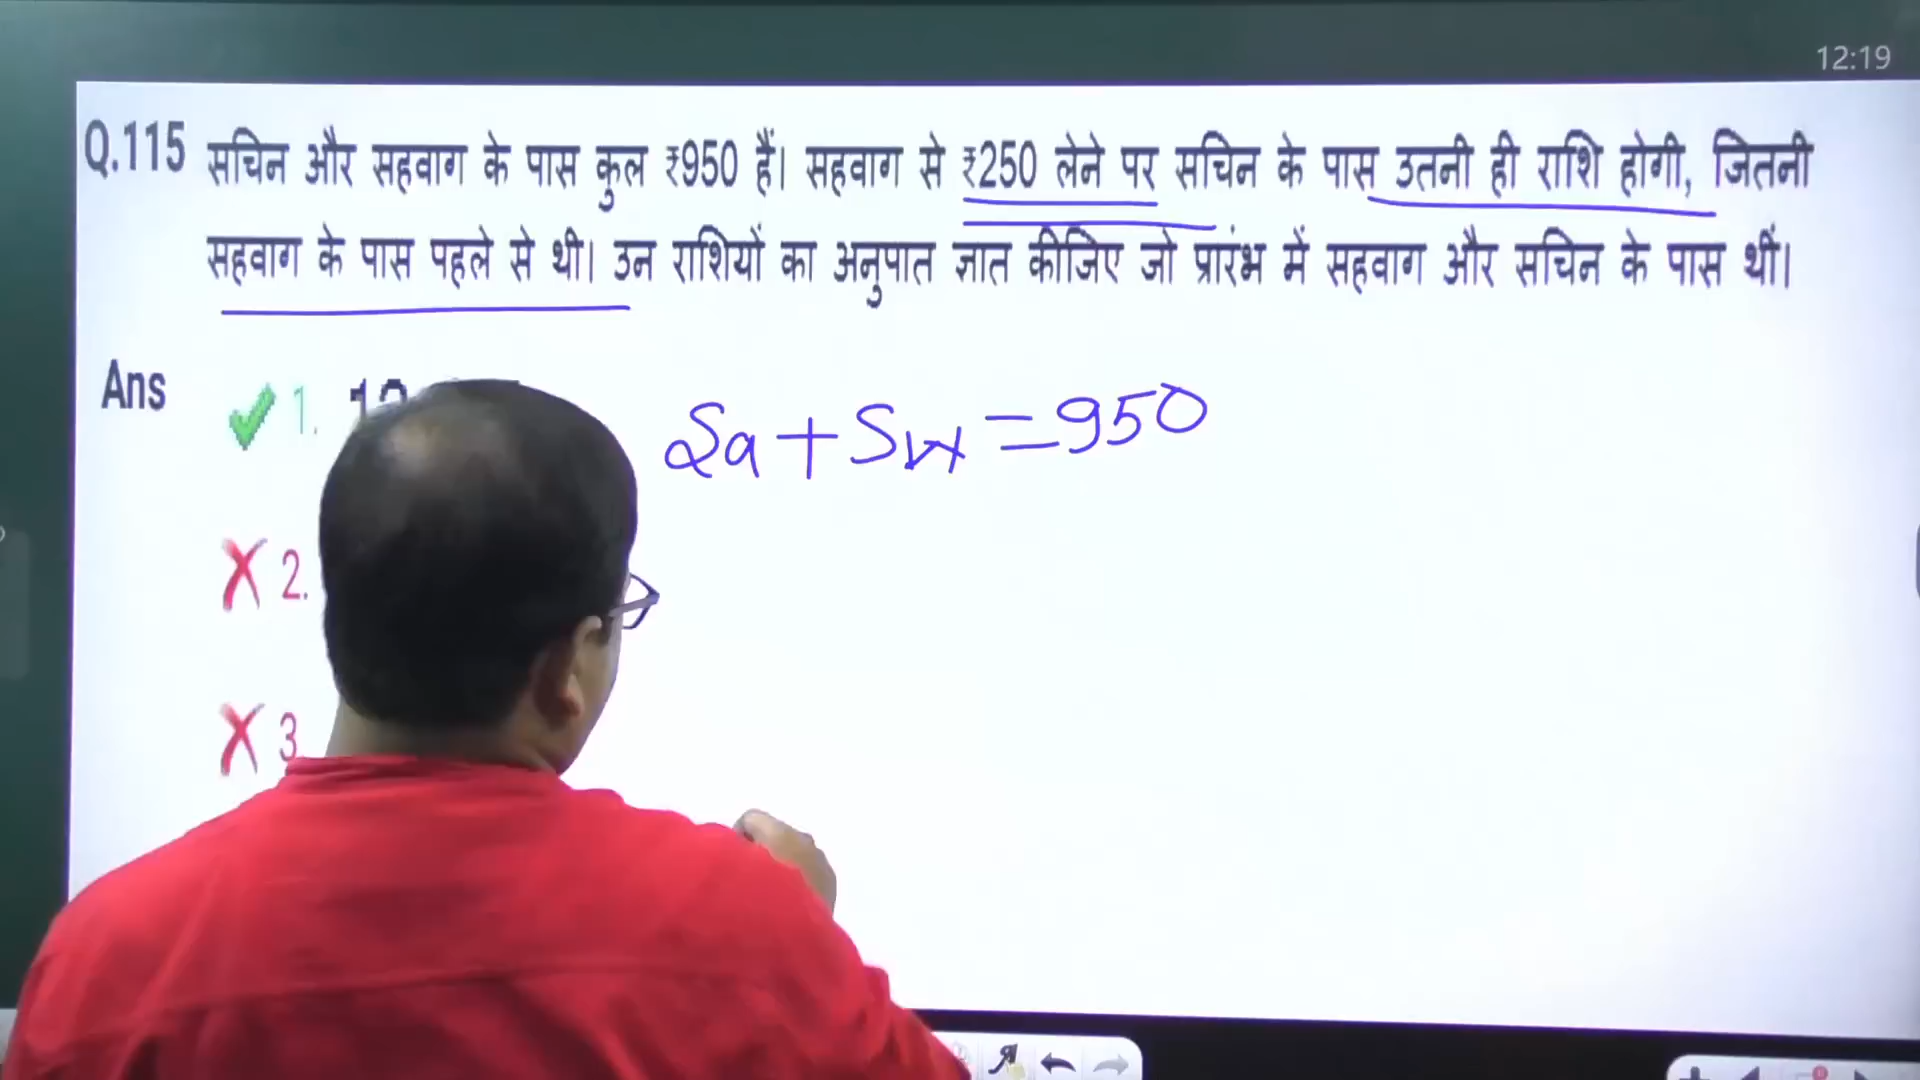 12:19
Q.115 सचिन और सहवाग के पास कुल ₹950 हैं। सहवाग से ₹250 लेने पर सचिन के पास उतनी ही राशि होगी, जितनी
सहवाग के पास पहले से थी। उन राशियों का अनुपात ज्ञात कीजिए जो प्रारंभ में सहवाग और सचिन के पास थीं।
Ans
1.
Sa + Sw = 950
2.
3.